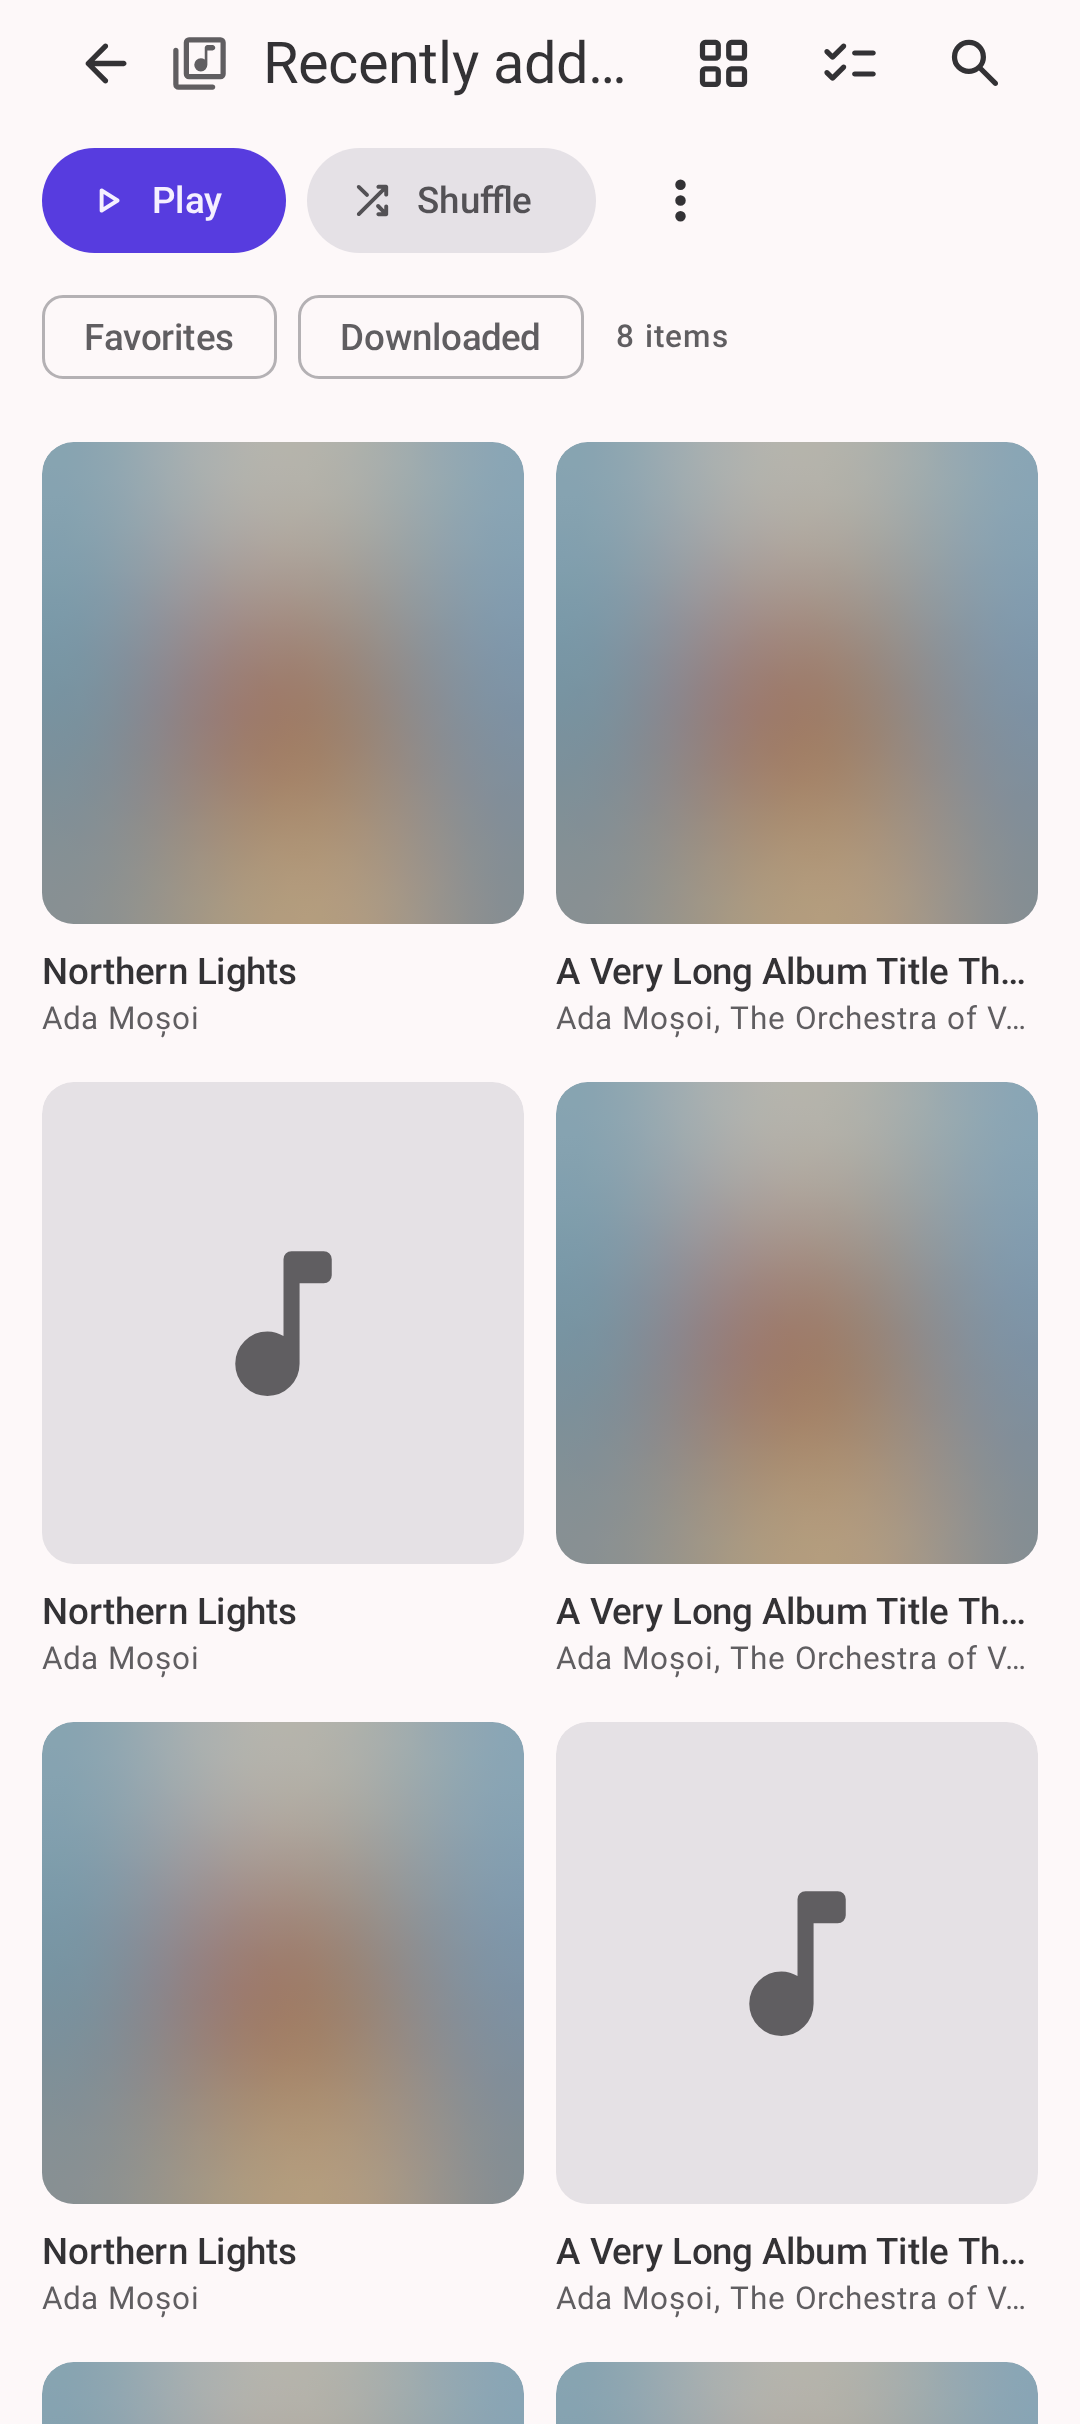 Recently add...
Play
Shuffle
Favorites
Downloaded
8 items
Northern Lights
Ada Moșoi
A Very Long Album Title Th...
Ada Moșoi, The Orchestra of V...
Northern Lights
Ada Moșoi
A Very Long Album Title Th...
Ada Moșoi, The Orchestra of V...
Northern Lights
Ada Moșoi
A Very Long Album Title Th...
Ada Moșoi, The Orchestra of V...